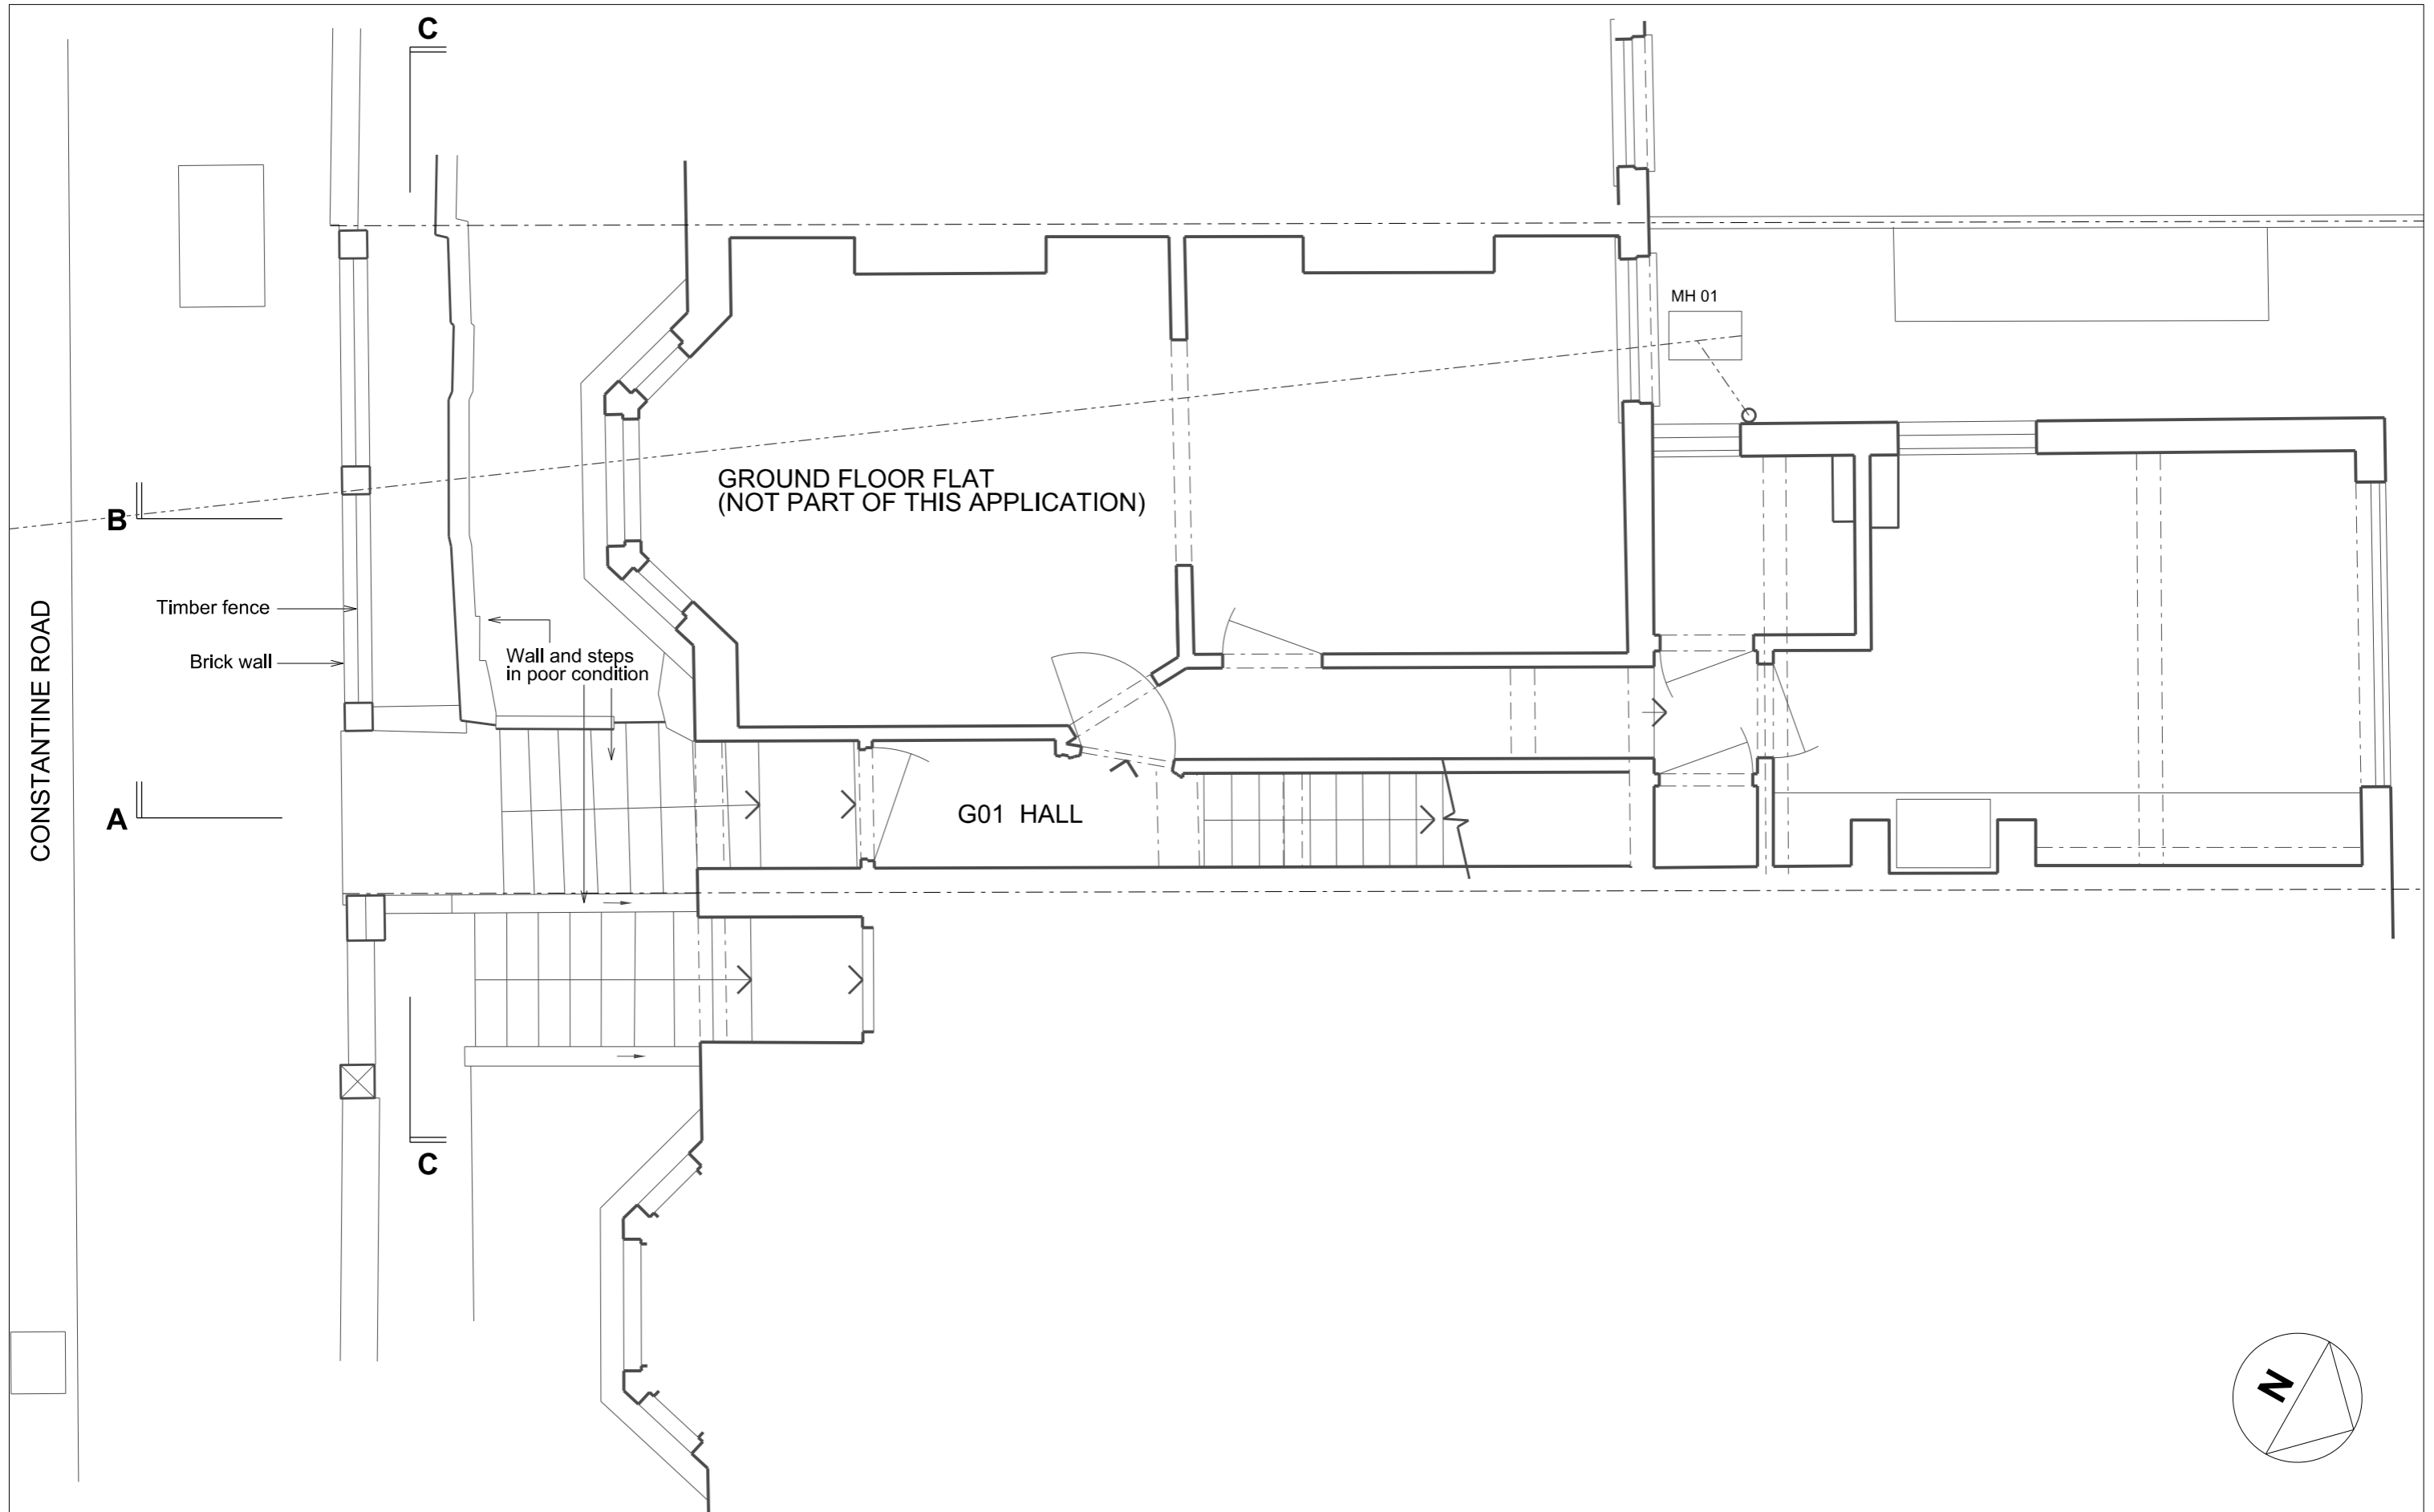 C
MH 01
GROUND FLOOR FLAT
(NOT PART OF THIS APPLICATION)
B
Timber fence
Brick wall
Wall and steps
in poor condition
CONSTANTINE ROAD
A
G01 HALL
C
N